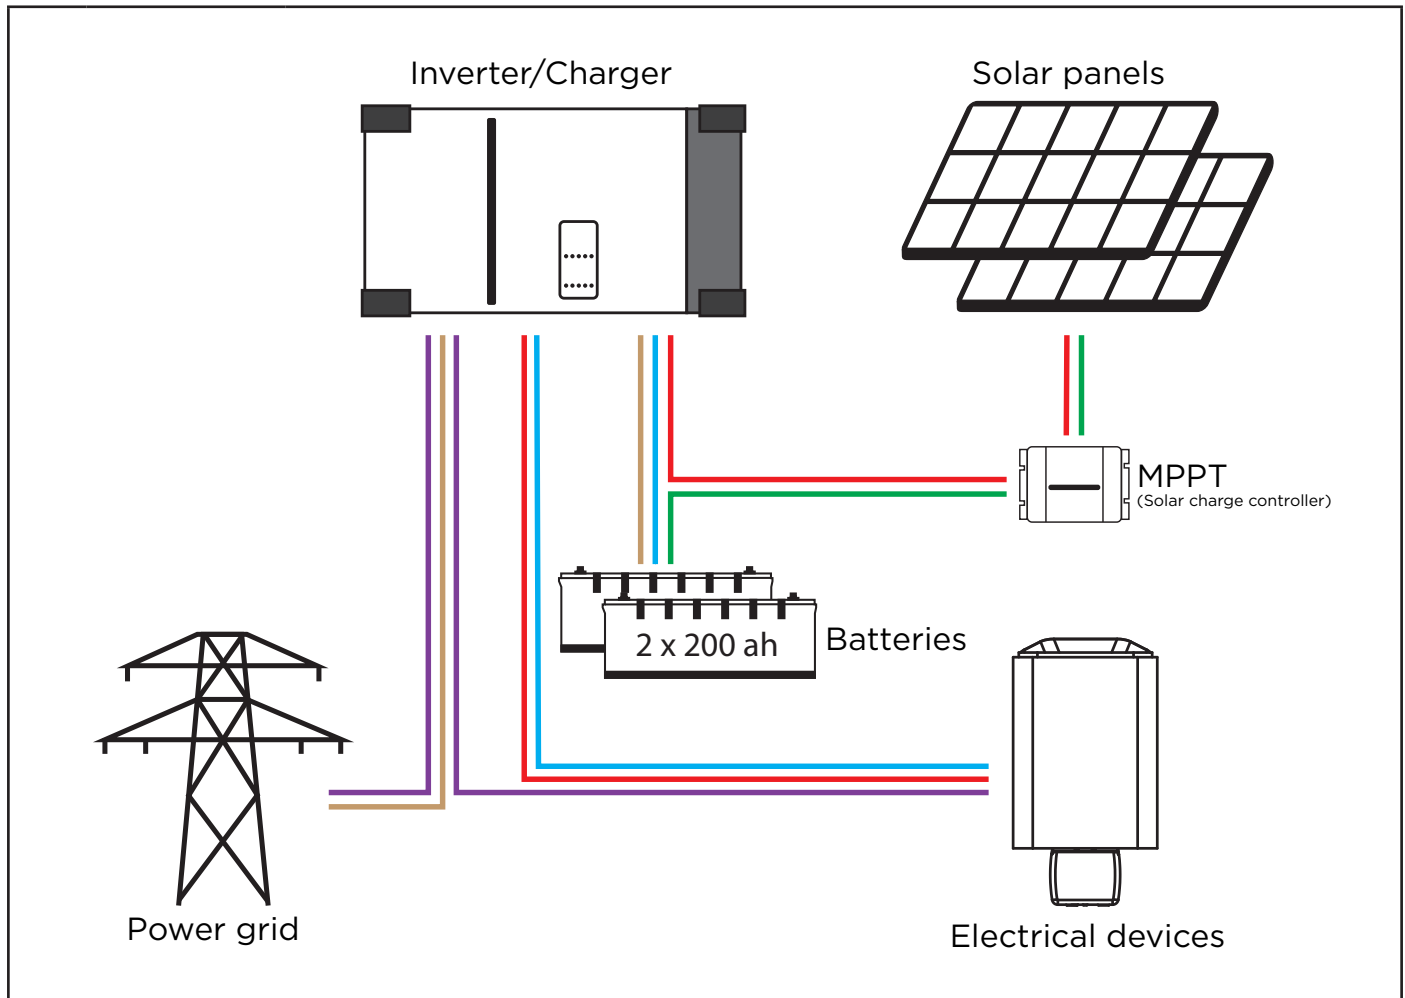 Inverter/Charger
Solar panels
MPPT
(Solar charge controller)
2 x 200 ah
Batteries
Power grid
Electrical devices